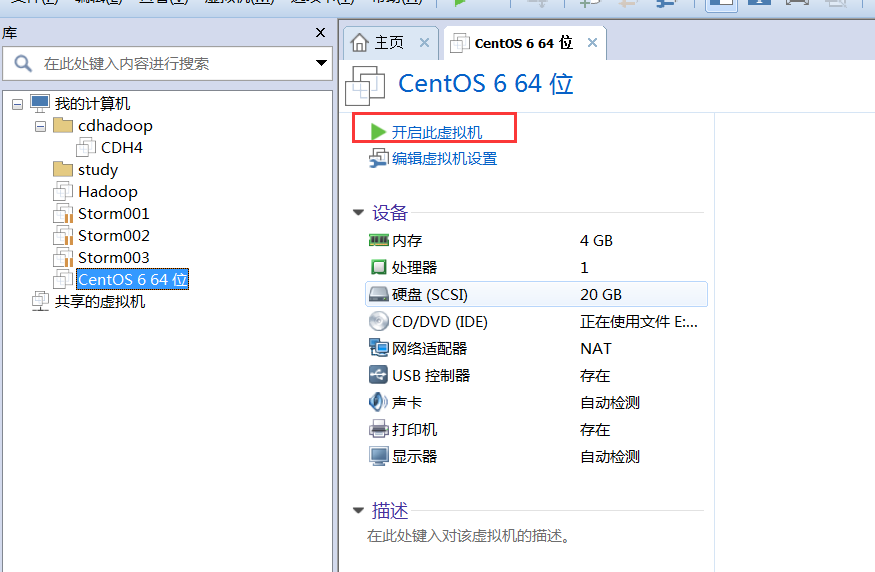 库
在此处键入内容进行搜索
我的计算机
cdhadoop
CDH4
study
Hadoop
Storm001
Storm002
Storm003
CentOS 6 64 位
共享的虚拟机
主页
CentOS 6 64 位
CentOS 6 64 位
开启此虚拟机
编辑虚拟机设置
设备
内存 4 GB
处理器 1
硬盘 (SCSI) 20 GB
CD/DVD (IDE) 正在使用文件 E:...
网络适配器 NAT
USB 控制器 存在
声卡 自动检测
打印机 存在
显示器 自动检测
描述
在此处键入对该虚拟机的描述。